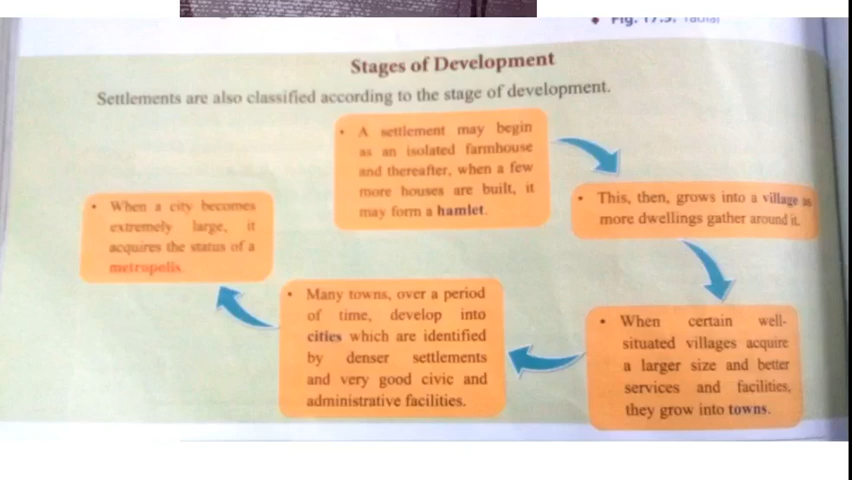 Fig. 17.5: radial
Stages of Development
Settlements are also classified according to the stage of development.
• A settlement may begin
as an isolated farmhouse
and thereafter, when a few
more houses are built, it
may form a hamlet.
• This, then, grows into a village as
more dwellings gather around it.
• When certain well-
situated villages acquire
a larger size and better
services and facilities,
they grow into towns.
• Many towns, over a period
of time, develop into
cities which are identified
by denser settlements
and very good civic and
administrative facilities.
• When a city becomes
extremely large, it
acquires the status of a
metropolis.